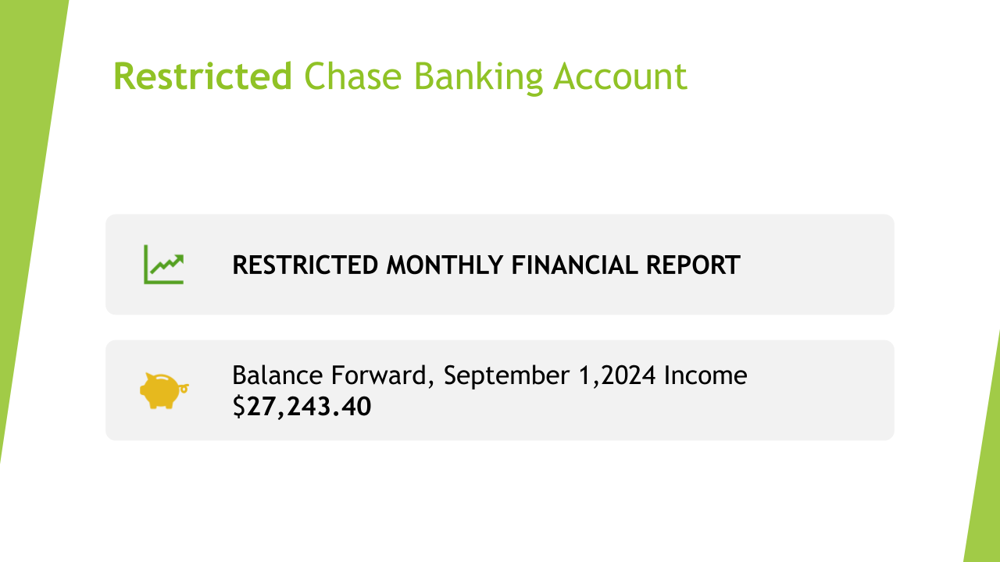 Restricted Chase Banking Account
RESTRICTED MONTHLY FINANCIAL REPORT
Balance Forward, September 1,2024 Income
$27,243.40